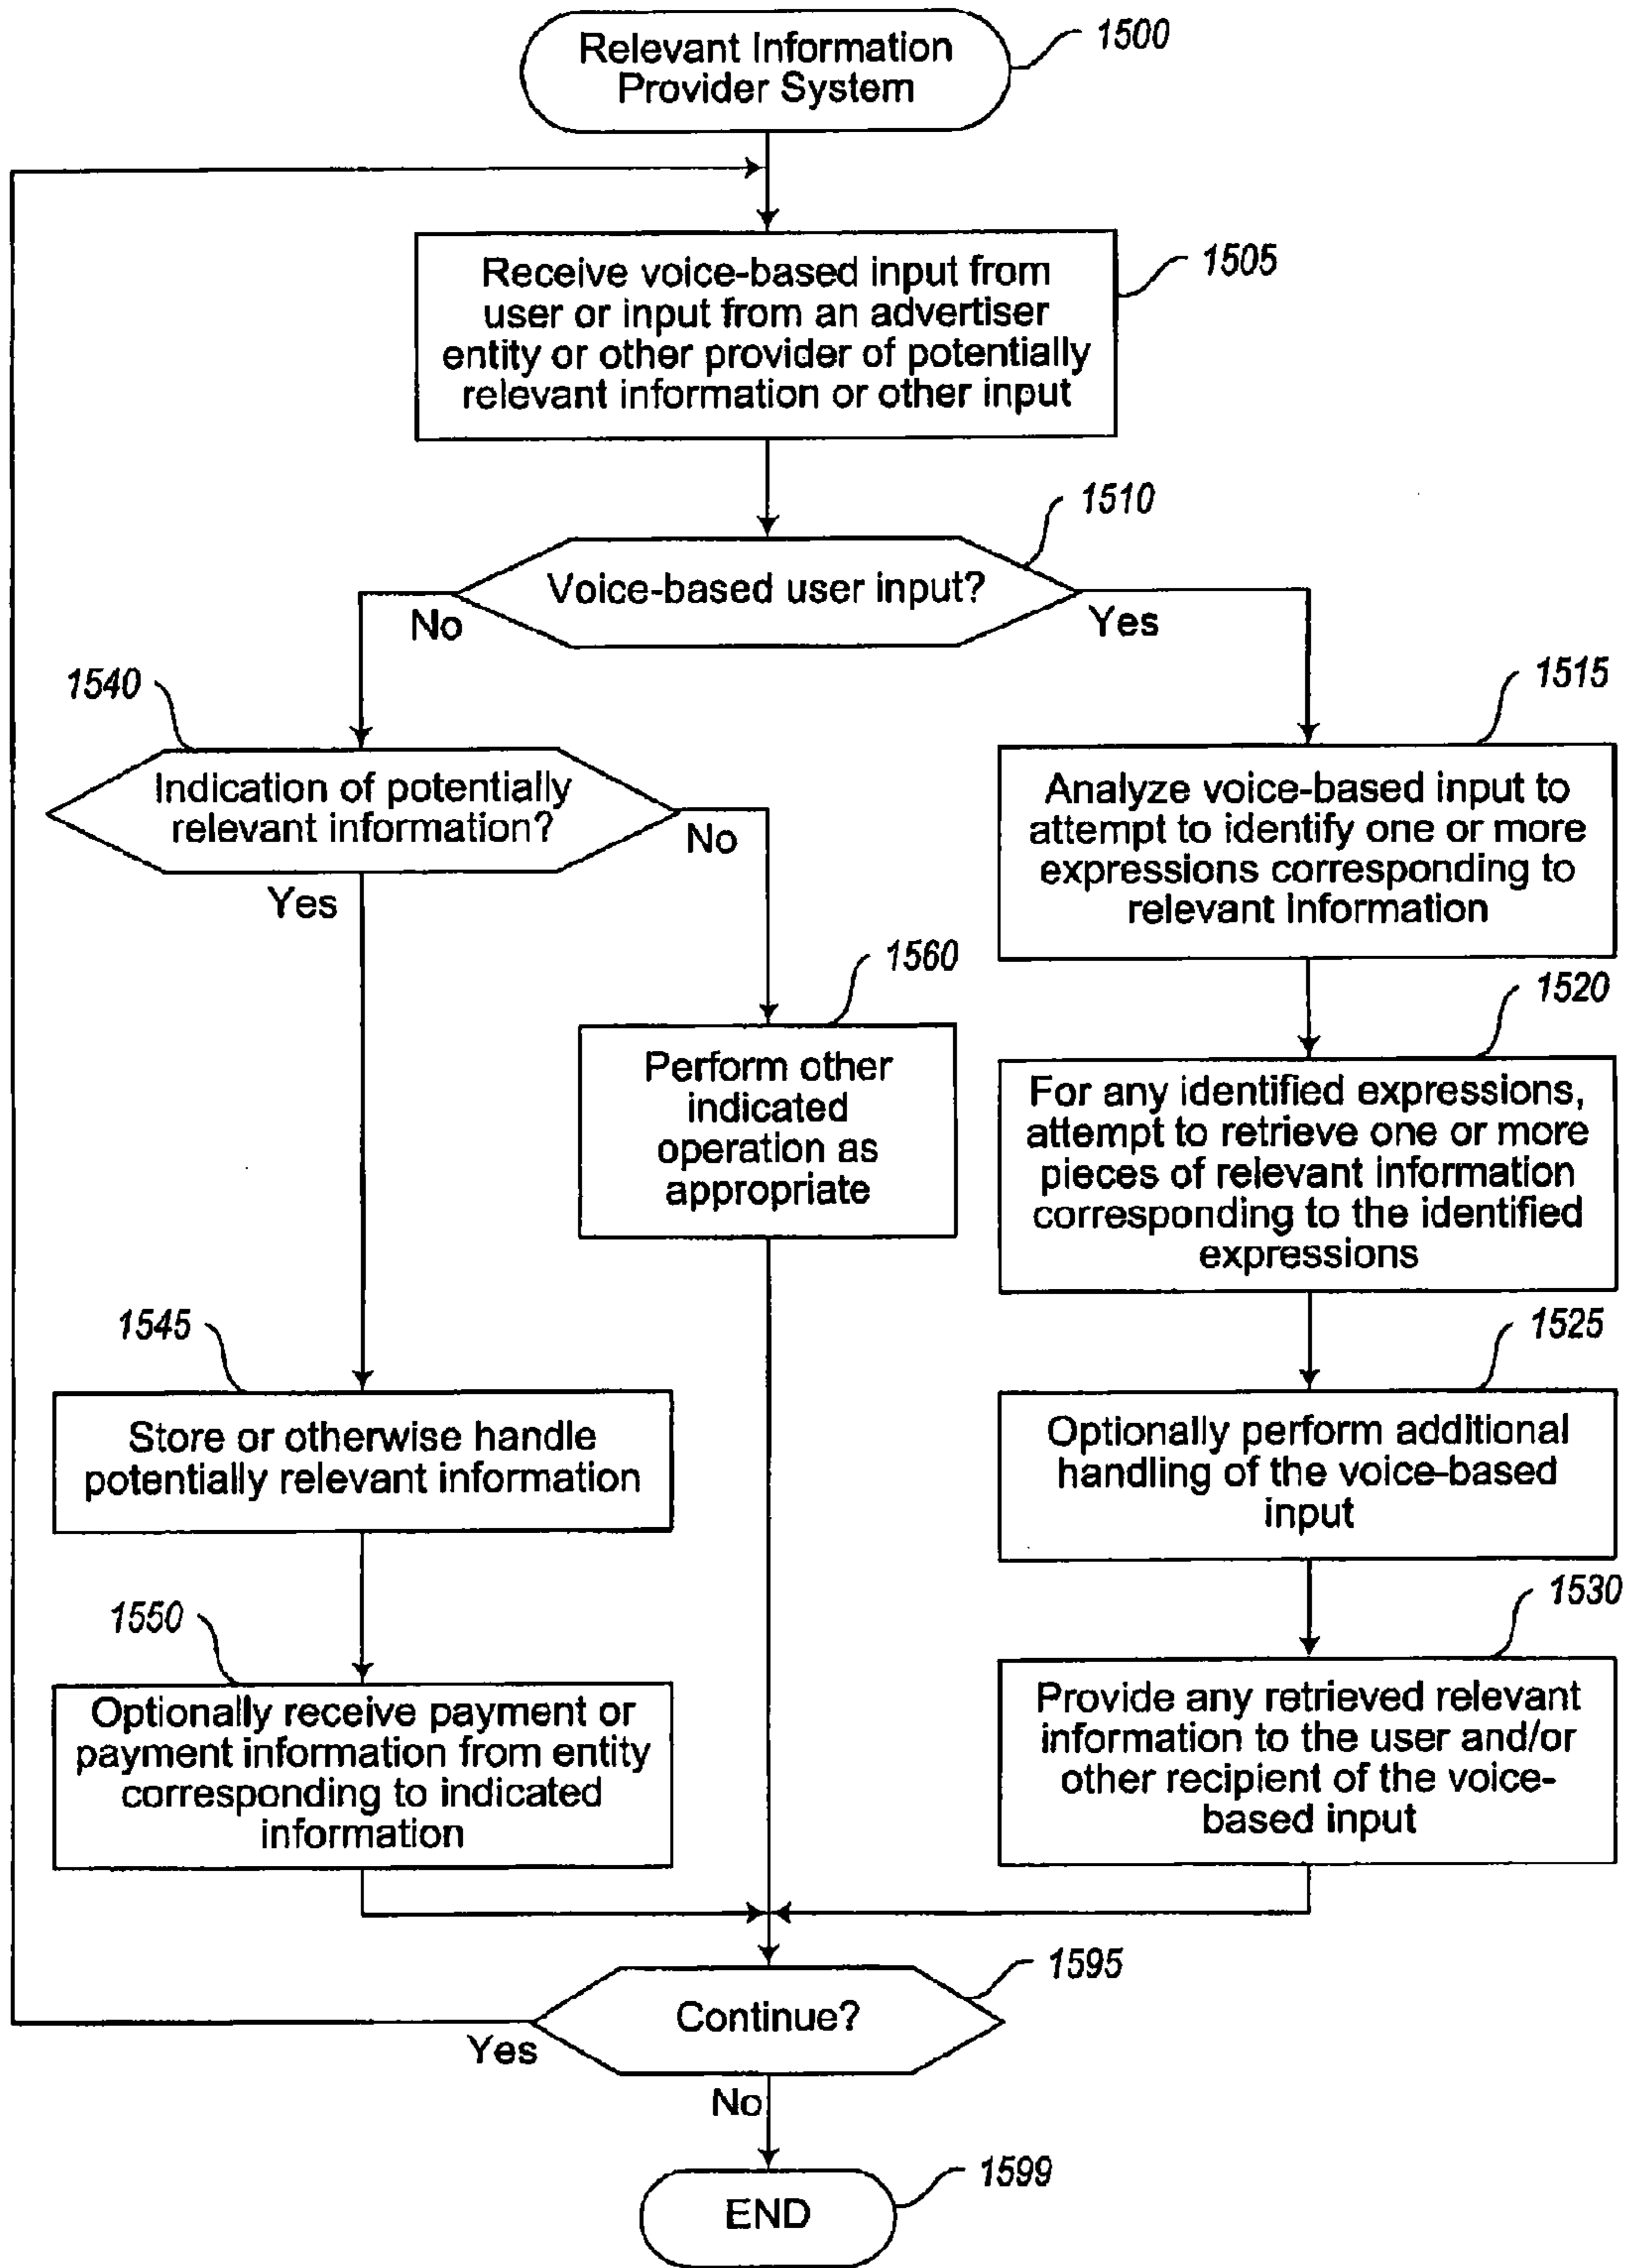 Relevant Information
Provider System
1500
Receive voice-based input from
user or input from an advertiser
entity or other provider of potentially
relevant information or other input
1505
1510
Voice-based user input?
No
Yes
1540
Indication of potentially
relevant information?
No
Yes
1515
Analyze voice-based input to
attempt to identify one or more
expressions corresponding to
relevant information
1560
Perform other
indicated
operation as
appropriate
1520
For any identified expressions,
attempt to retrieve one or more
pieces of relevant information
corresponding to the identified
expressions
1545
Store or otherwise handle
potentially relevant information
1525
Optionally perform additional
handling of the voice-based
input
1550
Optionally receive payment or
payment information from entity
corresponding to indicated
information
1530
Provide any retrieved relevant
information to the user and/or
other recipient of the voice-
based input
1595
Continue?
Yes
No
END
1599